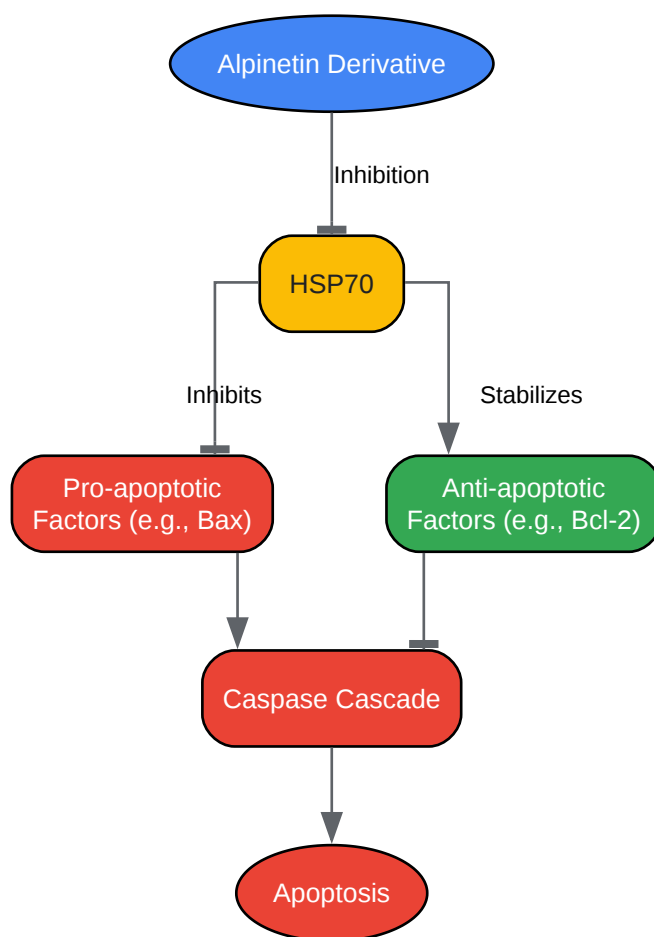 Alpinetin Derivative
Inhibition
HSP70
Inhibits
Stabilizes
Pro-apoptotic
Factors (e.g., Bax)
Anti-apoptotic
Factors (e.g., Bcl-2)
Caspase Cascade
Apoptosis